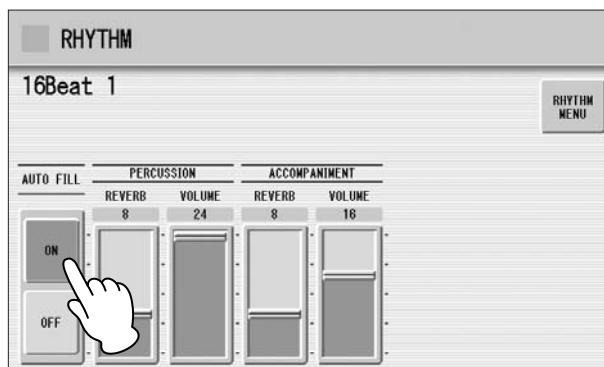 RHYTHM
16Beat 1
RHYTHM
MENU
AUTO FILL
PERCUSSION
ACCOMPANIMENT
REVERB VOLUME REVERB VOLUME
8 24 8 16
ON
OFF